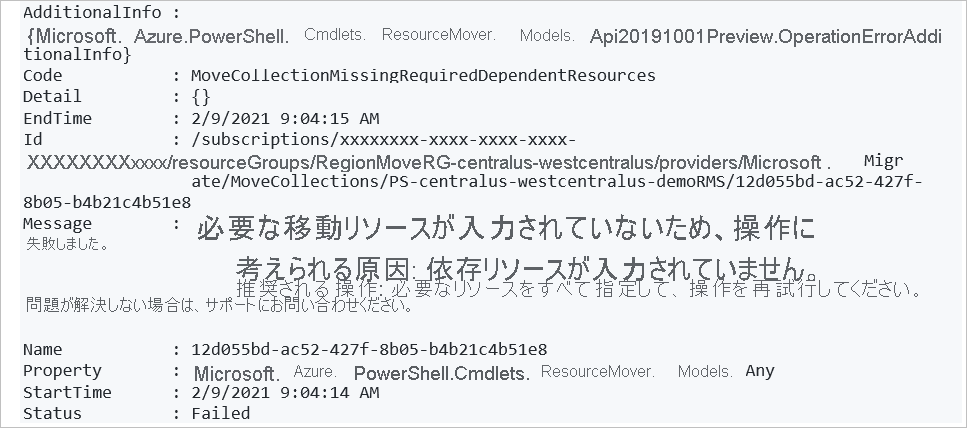 AdditionalInfo :
{Microsoft. Azure.PowerShell. Cmdlets. ResourceMover. Models. Api20191001Preview.OperationErrorAddi
tionalInfo}
Code : MoveCollectionMissingRequiredDependentResources
Detail : {}
EndTime : 2/9/2021 9:04:15 AM
Id : /subscriptions/xxxxxxxx-xxxx-xxxx-xxxx-
XXXXXXXXxxxx/resourceGroups/RegionMoveRG-centralus-westcentralus/providers/Microsoft . Migr
ate/MoveCollections/PS-centralus-westcentralus-demoRMS/12d055bd-ac52-427f-
8b05-b4b21c4b51e8
Message : 必要な移動リソースが入力されていないため、操作に
失敗しました。
考えられる原因: 依存リソースが入力されていません。
推奨される操作: 必要なリソースをすべて指定して、操作を再試行してください。
問題が解決しない場合は、サポートにお問い合わせください。
Name : 12d055bd-ac52-427f-8b05-b4b21c4b51e8
Property : Microsoft. Azure. PowerShell.Cmdlets. ResourceMover. Models. Any
StartTime : 2/9/2021 9:04:14 AM
Status : Failed